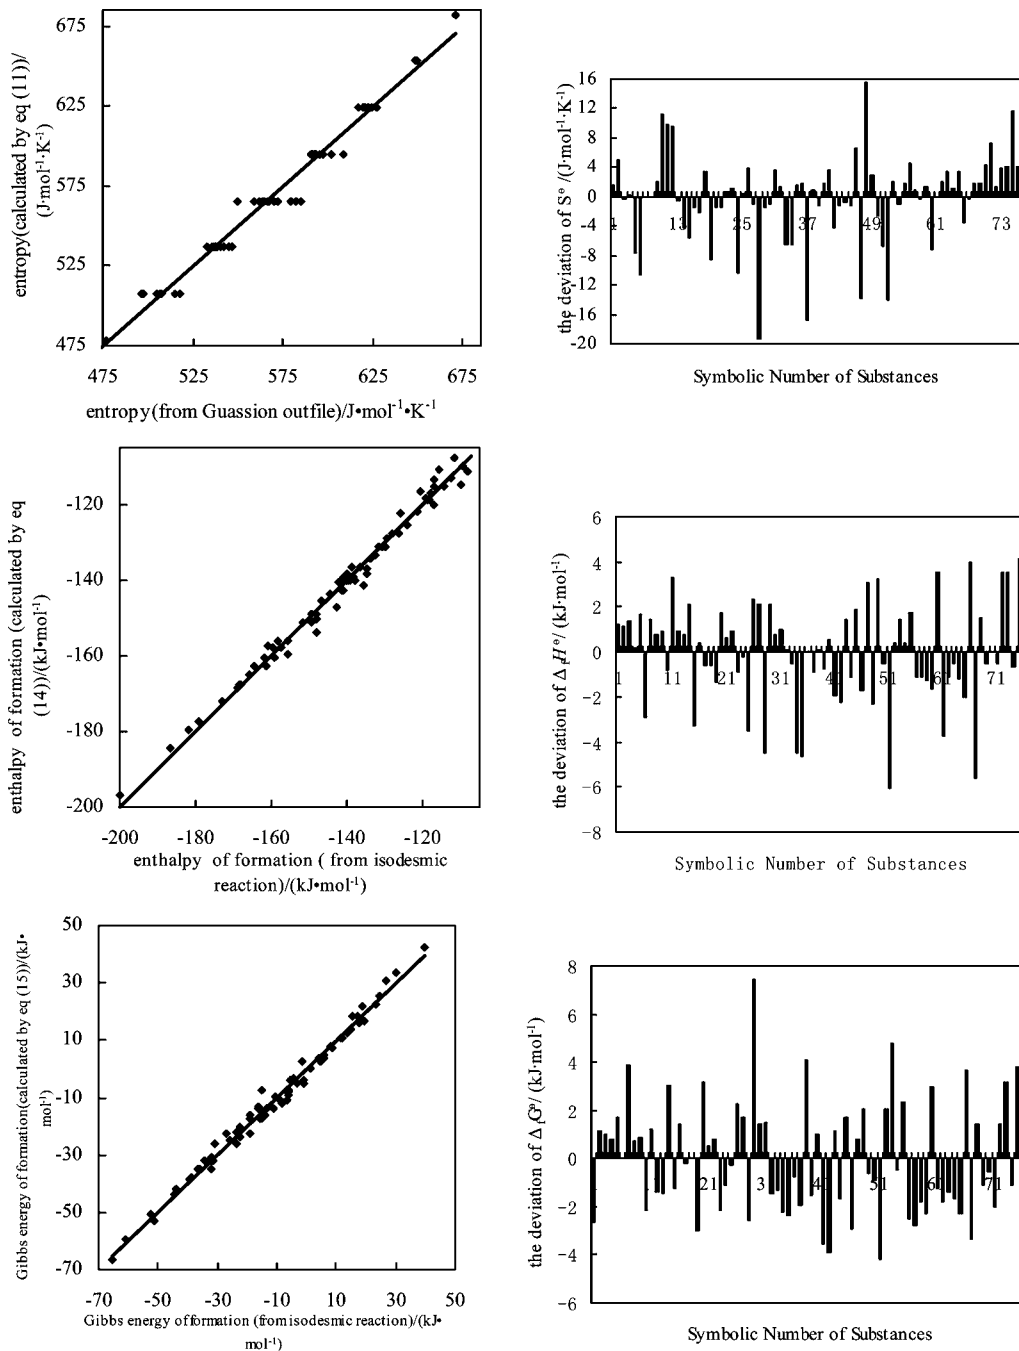 entropy(calculated by eq (11))/
(J·mol⁻¹·K⁻¹)
675
625
575
525
475
475 525 575 625 675
entropy(from Guassion outfile)/J•mol⁻¹•K⁻¹
the deviation of S°/(J·mol⁻¹·K⁻¹)
16
12
8
4
0
-4
-8
-12
-16
-20
1 13 25 37 49 61 73
Symbolic Number of Substances
enthalpy of formation (calculated by eq
(14))/(kJ•mol⁻¹)
-120
-140
-160
-180
-200
-200 -180 -160 -140 -120
enthalpy of formation ( from isodesmic
reaction)/(kJ•mol⁻¹)
the deviation of ΔfH°/(kJ·mol⁻¹)
6
4
2
0
-2
-4
-6
-8
1 11 21 31 41 51 61 71
Symbolic Number of Substances
Gibbs energy of formation(calculated by eq (15))/(kJ•
mol⁻¹)
50
30
10
-10
-30
-50
-70
-70 -50 -30 -10 10 30 50
Gibbs energy of formation (from isodesmic reaction)/(kJ•
mol⁻¹)
the deviation of ΔfG°/(kJ·mol⁻¹)
8
6
4
2
0
-2
-4
-6
21 3 41 51 61 71
Symbolic Number of Substances